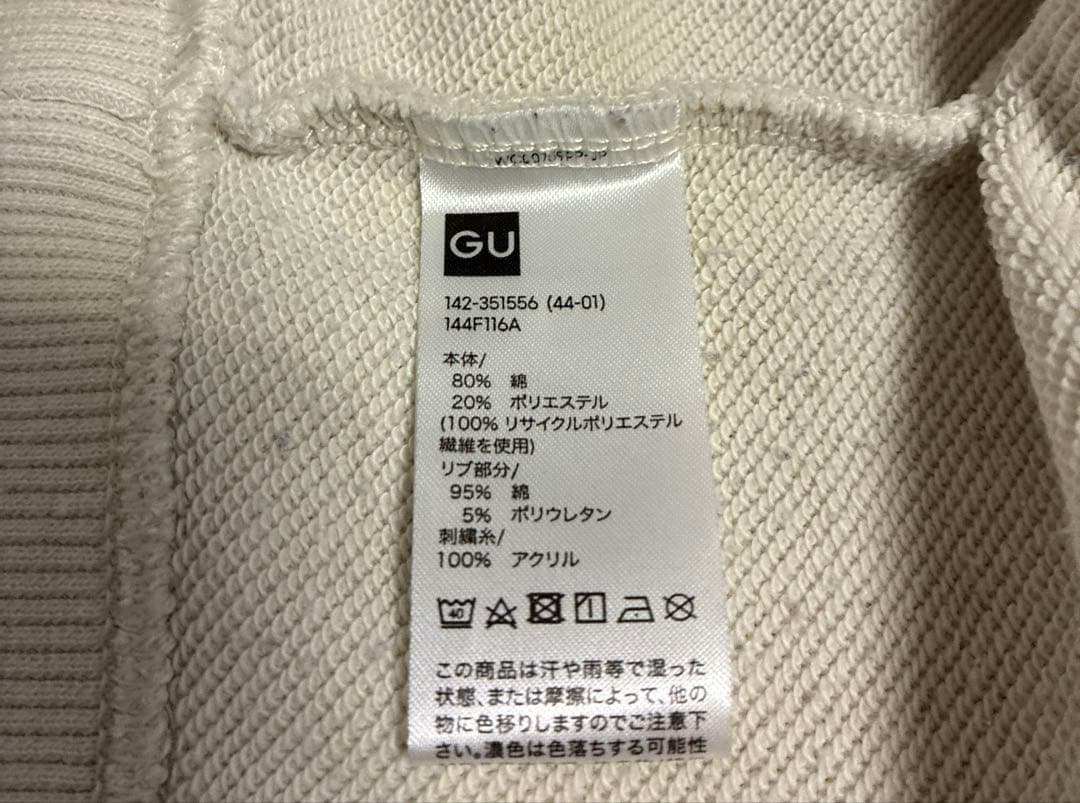 GU
142-351556 (44-01)
144F116A
本体/
80% 綿
20% ポリエステル
(100% リサイクルポリエステル
繊維を使用)
リブ部分/
95% 綿
5% ポリウレタン
刺繍糸/
100% アクリル
40
この商品は汗や雨等で湿った
状態、または摩擦によって、他の
物に色移りしますのでご注意下
さい。濃色は色落ちする可能性